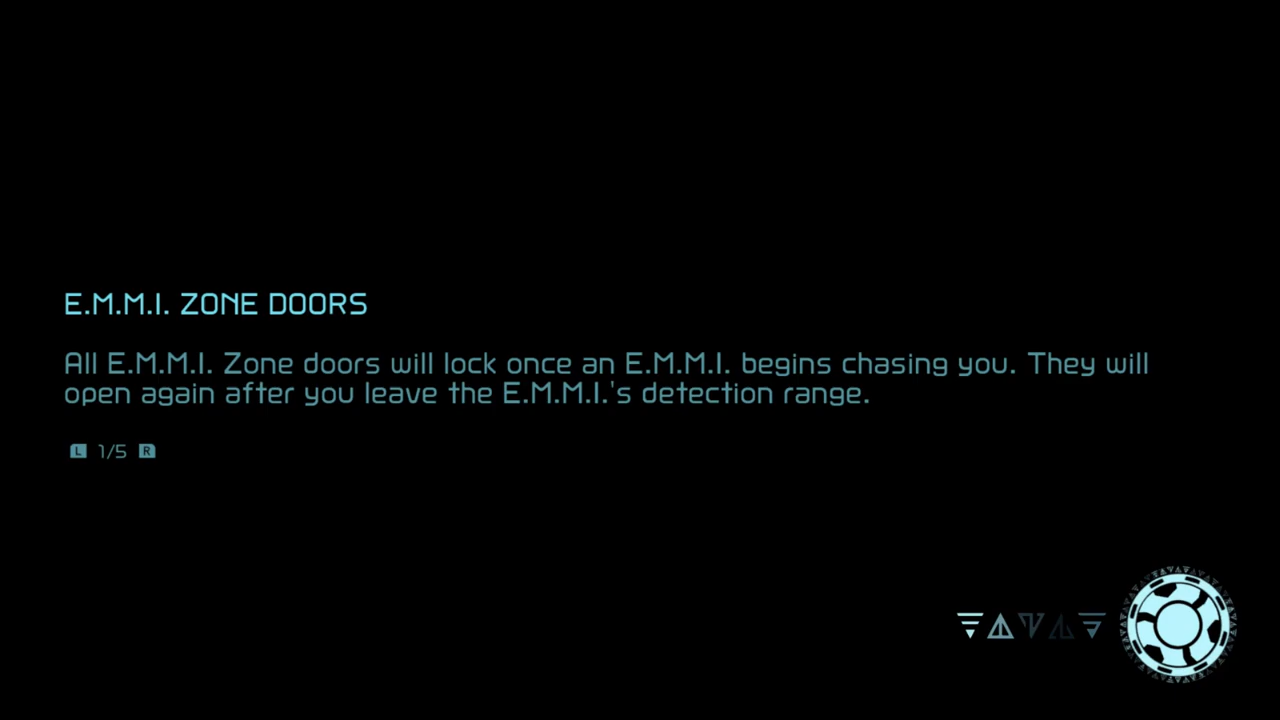 E.M.M.I. ZONE DOORS
All E.M.M.I. Zone doors will lock once an E.M.M.I. begins chasing you. They will
open again after you leave the E.M.M.I.'s detection range.
L 1/5 R